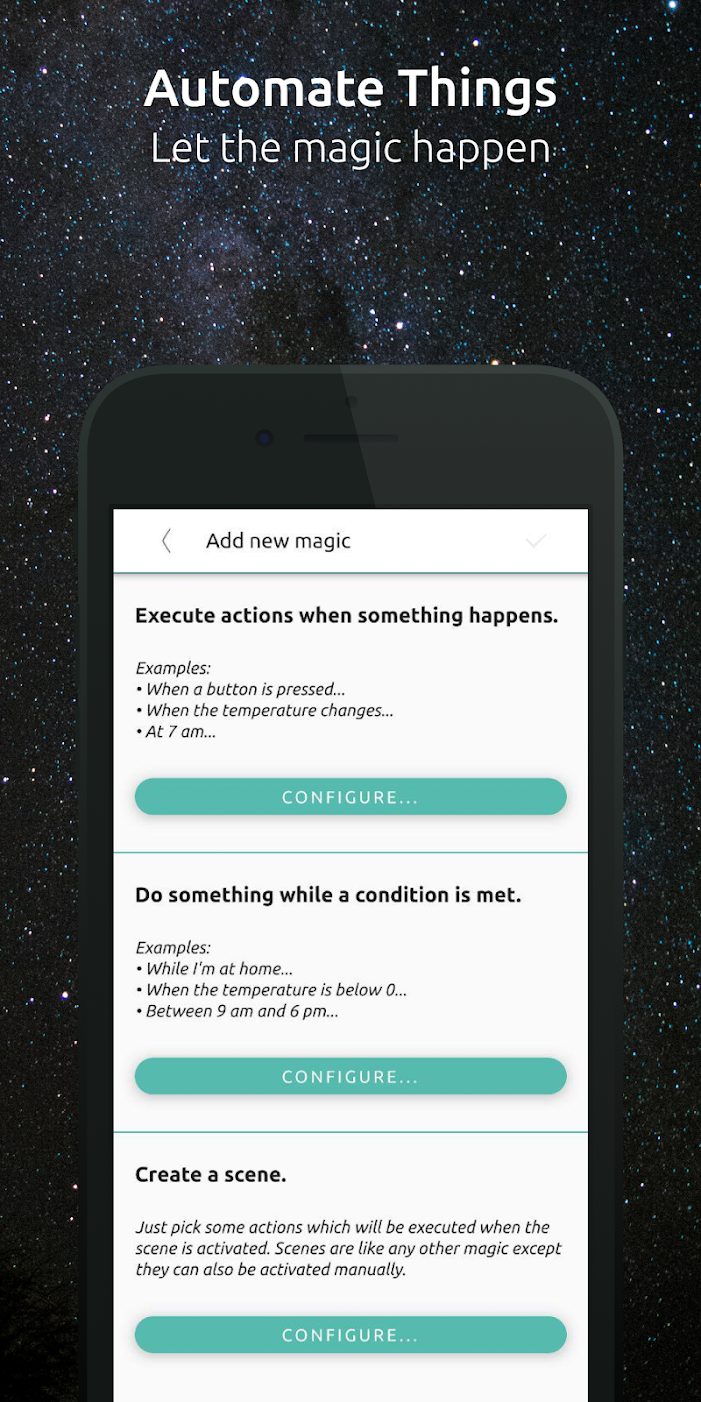 Automate Things
Let the magic happen
Add new magic
Execute actions when something happens.
Examples:
• When a button is pressed...
• When the temperature changes...
• At 7 am...
CONFIGURE...
Do something while a condition is met.
Examples:
• While I'm at home...
• When the temperature is below 0...
• Between 9 am and 6 pm...
CONFIGURE...
Create a scene.
Just pick some actions which will be executed when the
scene is activated. Scenes are like any other magic except
they can also be activated manually.
CONFIGURE...